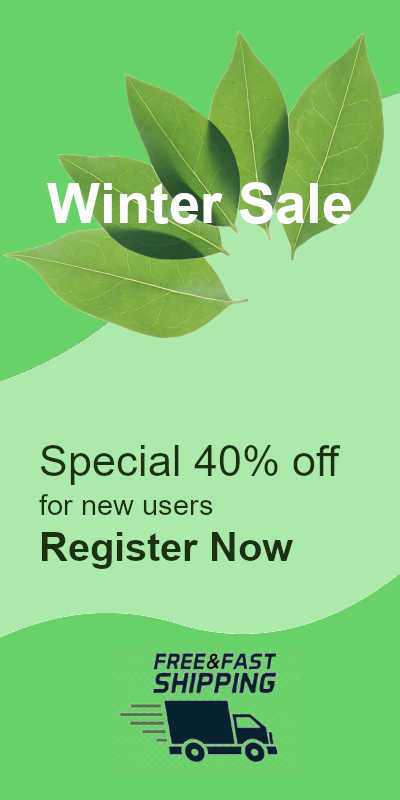 Winter Sale
Special 40% off
for new users
Register Now
FREE&FAST
SHIPPING